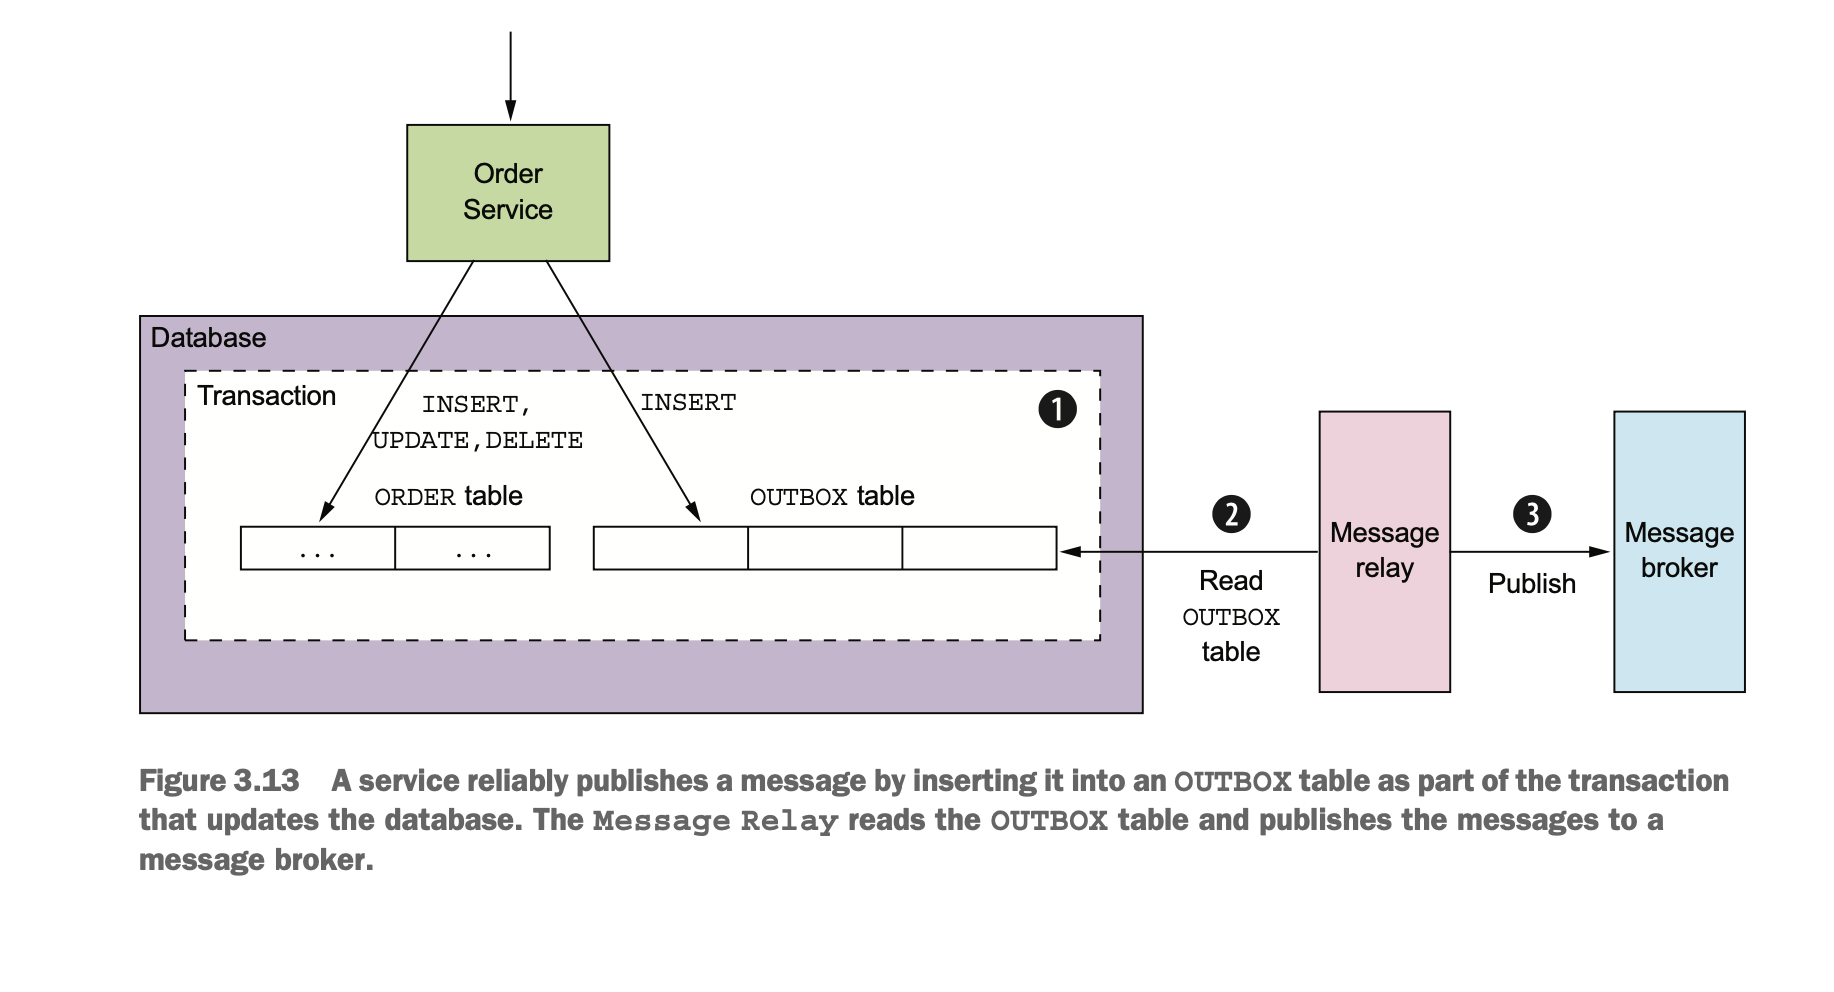 Order
Service
Database
Transaction
INSERT,
UPDATE,DELETE
INSERT
1
ORDER table
OUTBOX table
... ...
2
Read
OUTBOX
table
Message
relay
3
Publish
Message
broker
Figure 3.13 A service reliably publishes a message by inserting it into an OUTBOX table as part of the transaction
that updates the database. The Message Relay reads the OUTBOX table and publishes the messages to a
message broker.